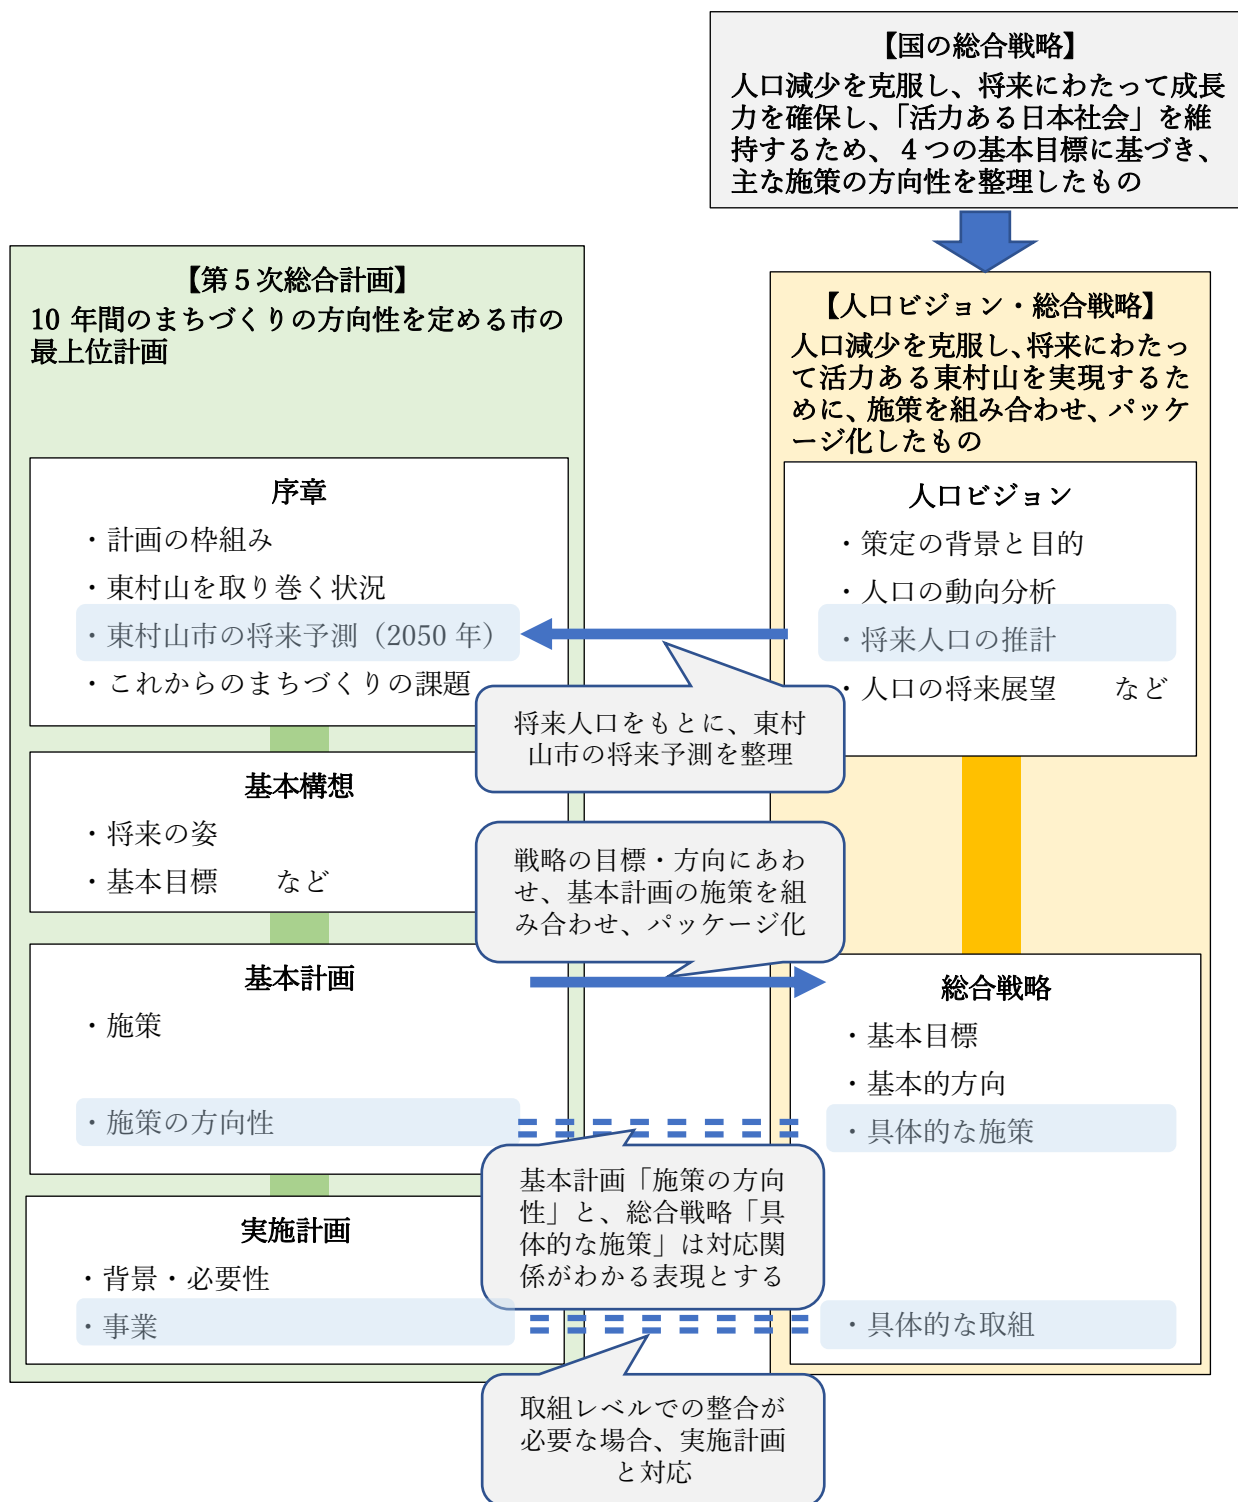 【国の総合戦略】
人口減少を克服し、将来にわたって成長
力を確保し、「活力ある日本社会」を維
持するため、４つの基本目標に基づき、
主な施策の方向性を整理したもの
【第５次総合計画】
10 年間のまちづくりの方向性を定める市の
最上位計画
序章
・計画の枠組み
・東村山を取り巻く状況
・東村山市の将来予測（2050 年）
・これからのまちづくりの課題
基本構想
・将来の姿
・基本目標　　など
基本計画
・施策
・施策の方向性
実施計画
・背景・必要性
・事業
【人口ビジョン・総合戦略】
人口減少を克服し、将来にわたっ
て活力ある東村山を実現するた
めに、施策を組み合わせ、パッケ
ージ化したもの
人口ビジョン
・策定の背景と目的
・人口の動向分析
・将来人口の推計
・人口の将来展望　　など
総合戦略
・基本目標
・基本的方向
・具体的な施策
・具体的な取組
将来人口をもとに、東村
山市の将来予測を整理
戦略の目標・方向にあわ
せ、基本計画の施策を組
み合わせ、パッケージ化
基本計画「施策の方向
性」と、総合戦略「具
体的な施策」は対応関
係がわかる表現とする
取組レベルでの整合が
必要な場合、実施計画
と対応